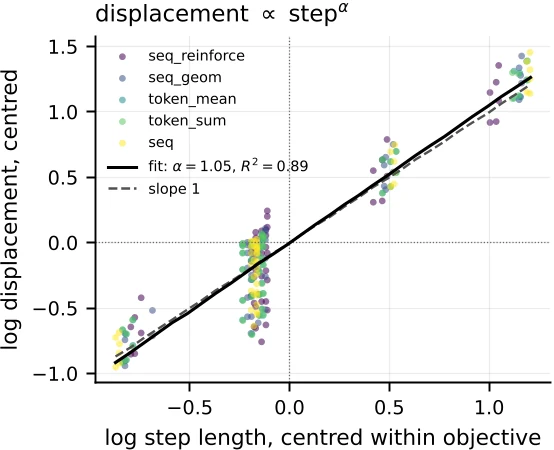 displacement ∝ step^α
1.5
1.0
0.5
0.0
−0.5
−1.0
log displacement, centred
seq_reinforce
seq_geom
token_mean
token_sum
seq
fit: α = 1.05, R² = 0.89
slope 1
−0.5
0.0
0.5
1.0
log step length, centred within objective